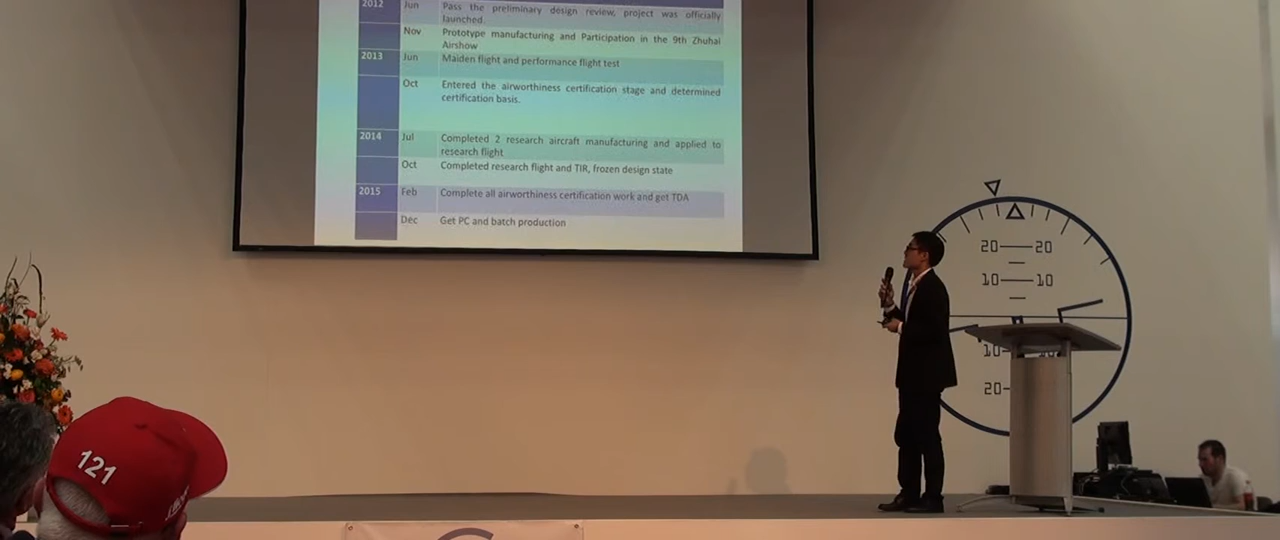 2012 Jun Pass the preliminary design review, project was officially
launched.
Nov Prototype manufacturing and Participation in the 9th Zhuhai
Airshow
2013 Jun Maiden flight and performance flight test
Oct Entered the airworthiness certification stage and determined
certification basis.
2014 Jul Completed 2 research aircraft manufacturing and applied to
research flight
Oct Completed research flight and TIR, frozen design state
2015 Feb Complete all airworthiness certification work and get TDA
Dec Get PC and batch production
20 20
10 10
10
20
121